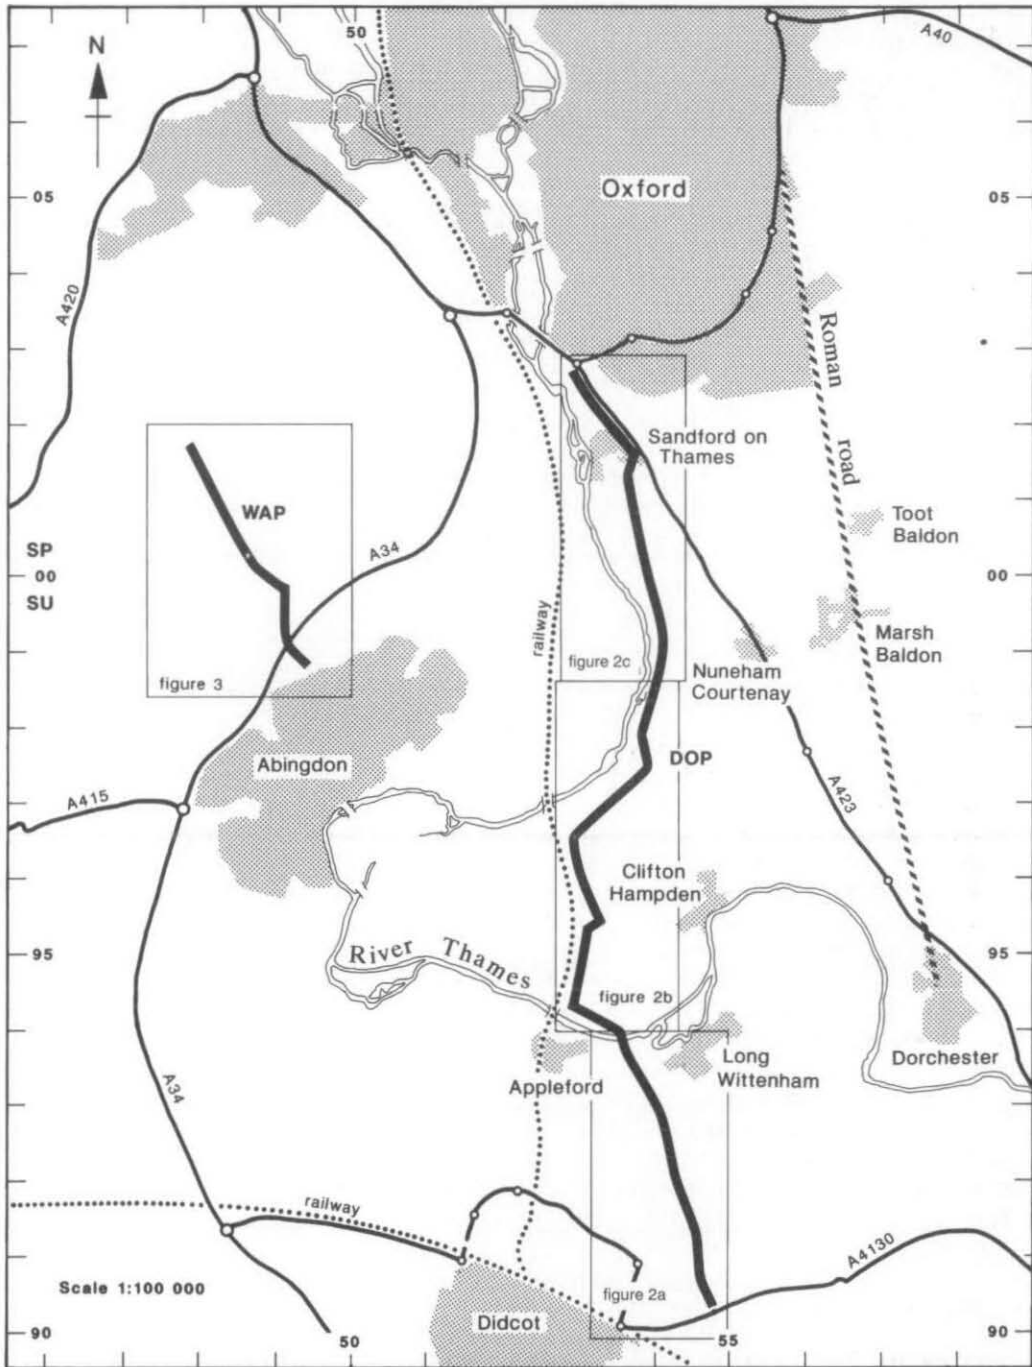 50
N
A40
05
Oxford
05
A420
Roman
road
Sandford on
Thames
WAP
Toot
Baldon
SP
00
SU
A34
00
railway
Marsh
Baldon
figure 3
figure 2c
Nuneham
Courtenay
DOP
Abingdon
A415
A423
Clifton
Hampden
95
River Thames
95
figure 2b
Dorchester
Long
Wittenham
Appleford
A34
railway
A4130
Scale 1:100 000
figure 2a
Didcot
90
50
55
90